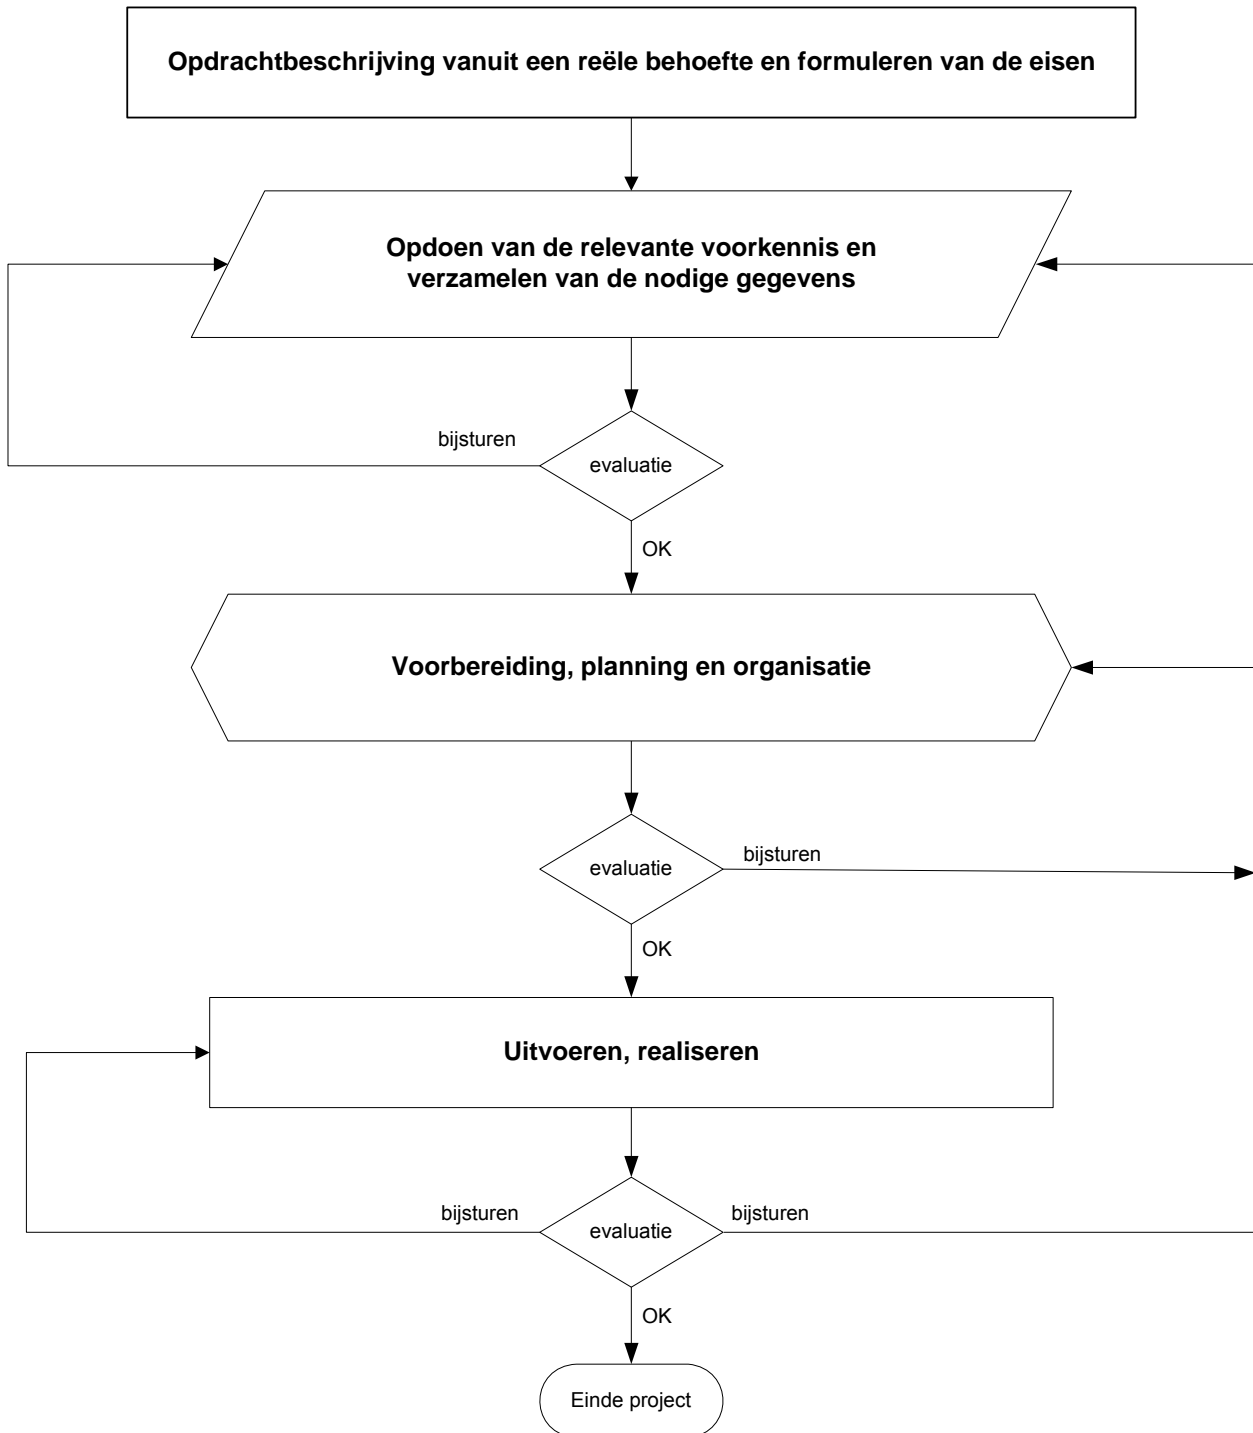 Opdrachtbeschrijving vanuit een reële behoefte en formuleren van de eisen
Opdoen van de relevante voorkennis en
verzamelen van de nodige gegevens
bijsturen
evaluatie
OK
Voorbereiding, planning en organisatie
evaluatie
bijsturen
OK
Uitvoeren, realiseren
bijsturen
evaluatie
bijsturen
OK
Einde project